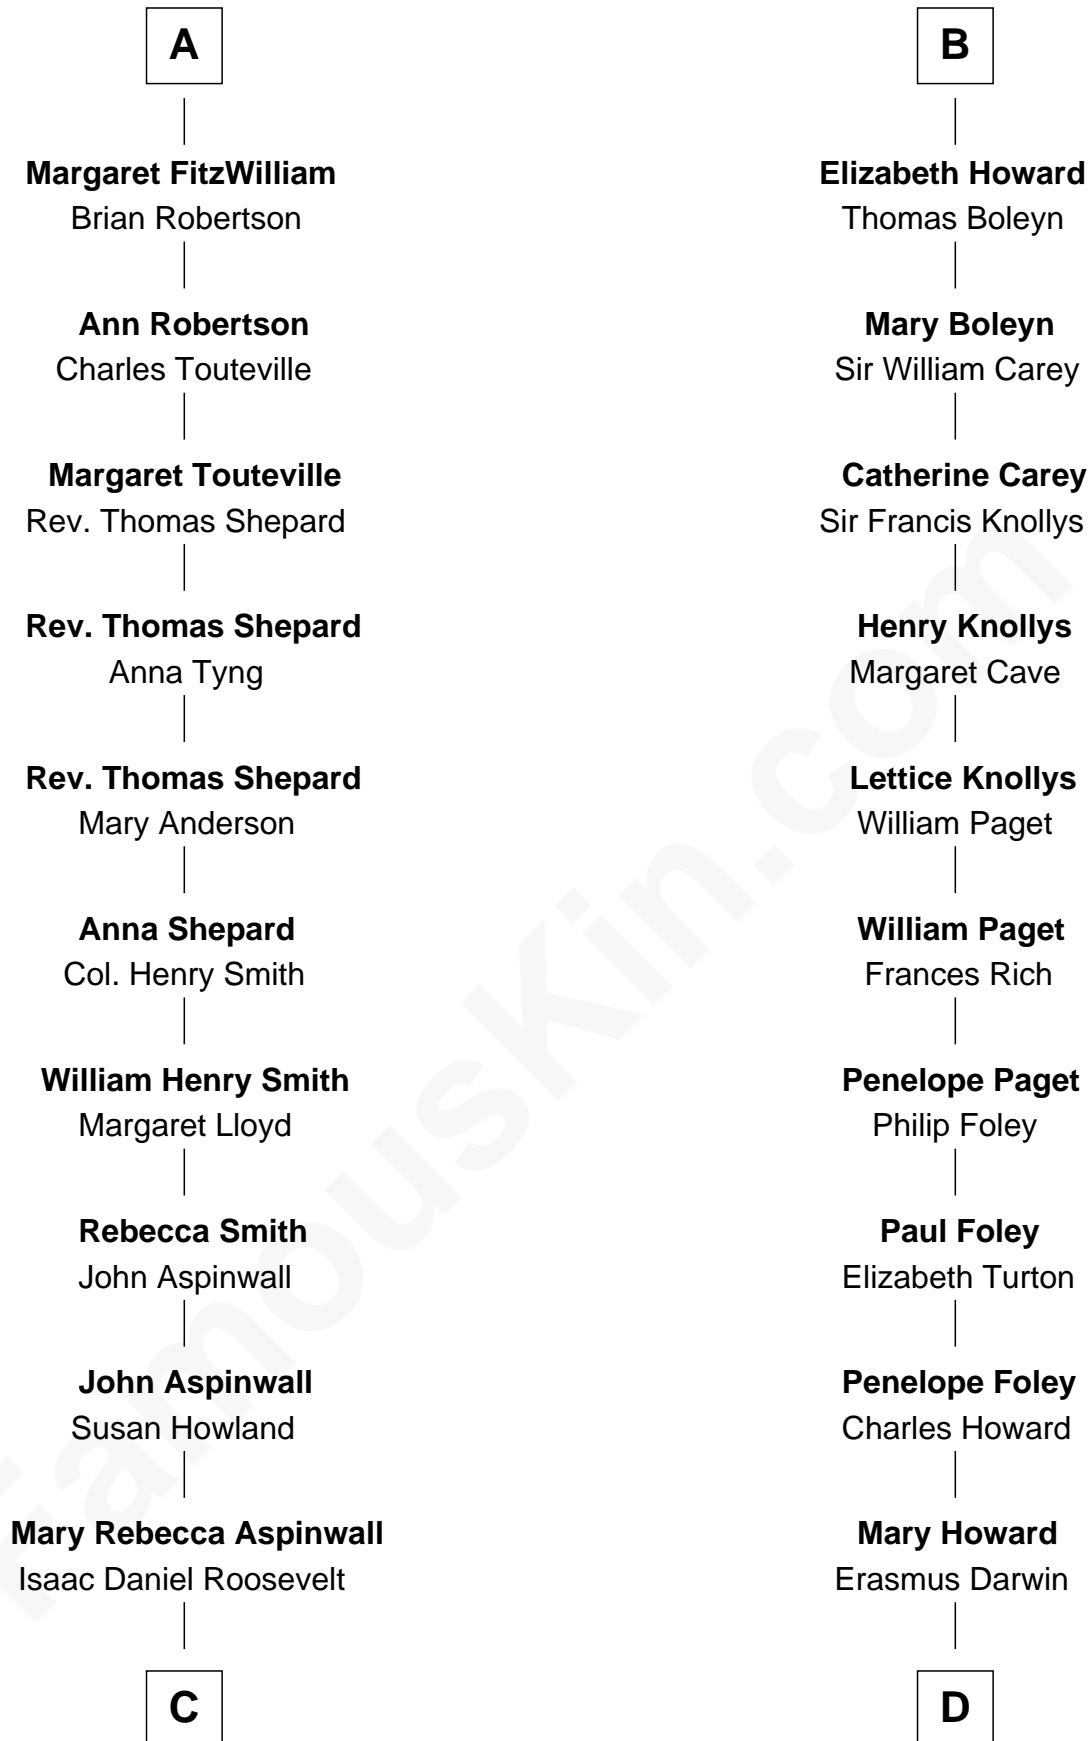 A
Margaret FitzWilliam
Brian Robertson
Ann Robertson
Charles Touteville
Margaret Touteville
Rev. Thomas Shepard
Rev. Thomas Shepard
Anna Tyng
Rev. Thomas Shepard
Mary Anderson
Anna Shepard
Col. Henry Smith
William Henry Smith
Margaret Lloyd
Rebecca Smith
John Aspinwall
John Aspinwall
Susan Howland
Mary Rebecca Aspinwall
Isaac Daniel Roosevelt
C
B
Elizabeth Howard
Thomas Boleyn
Mary Boleyn
Sir William Carey
Catherine Carey
Sir Francis Knollys
Henry Knollys
Margaret Cave
Lettice Knollys
William Paget
William Paget
Frances Rich
Penelope Paget
Philip Foley
Paul Foley
Elizabeth Turton
Penelope Foley
Charles Howard
Mary Howard
Erasmus Darwin
D
FamousKin.com